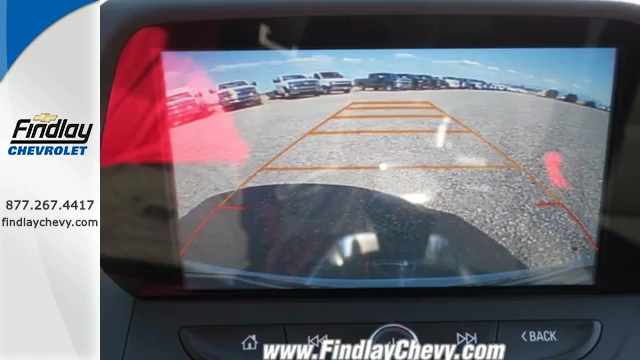 Findlay
CHEVROLET
877.267.4417
findlaychevy.com
BACK
www.FindlayChevy.com